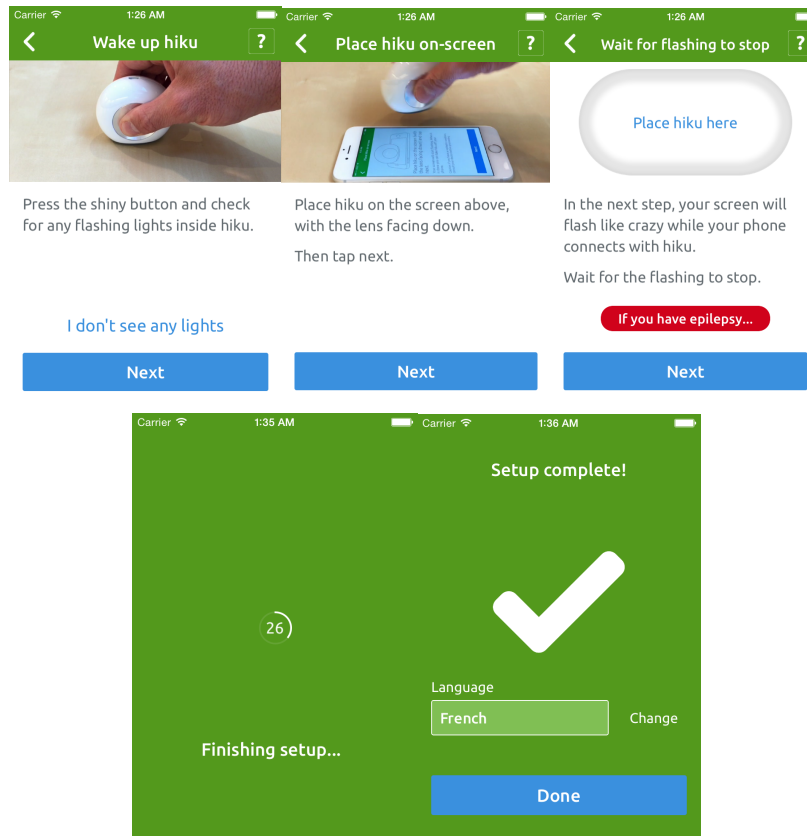 Carrier 1:26 AM
Wake up hiku ?
Press the shiny button and check
for any flashing lights inside hiku.
I don't see any lights
Next
Carrier 1:26 AM
Place hiku on-screen ?
Place hiku on the screen above,
with the lens facing down.
Then tap next.
Next
Carrier 1:26 AM
Wait for flashing to stop ?
Place hiku here
In the next step, your screen will
flash like crazy while your phone
connects with hiku.
Wait for the flashing to stop.
If you have epilepsy...
Next
Carrier 1:35 AM
26
Finishing setup...
Carrier 1:36 AM
Setup complete!
Language
French Change
Done